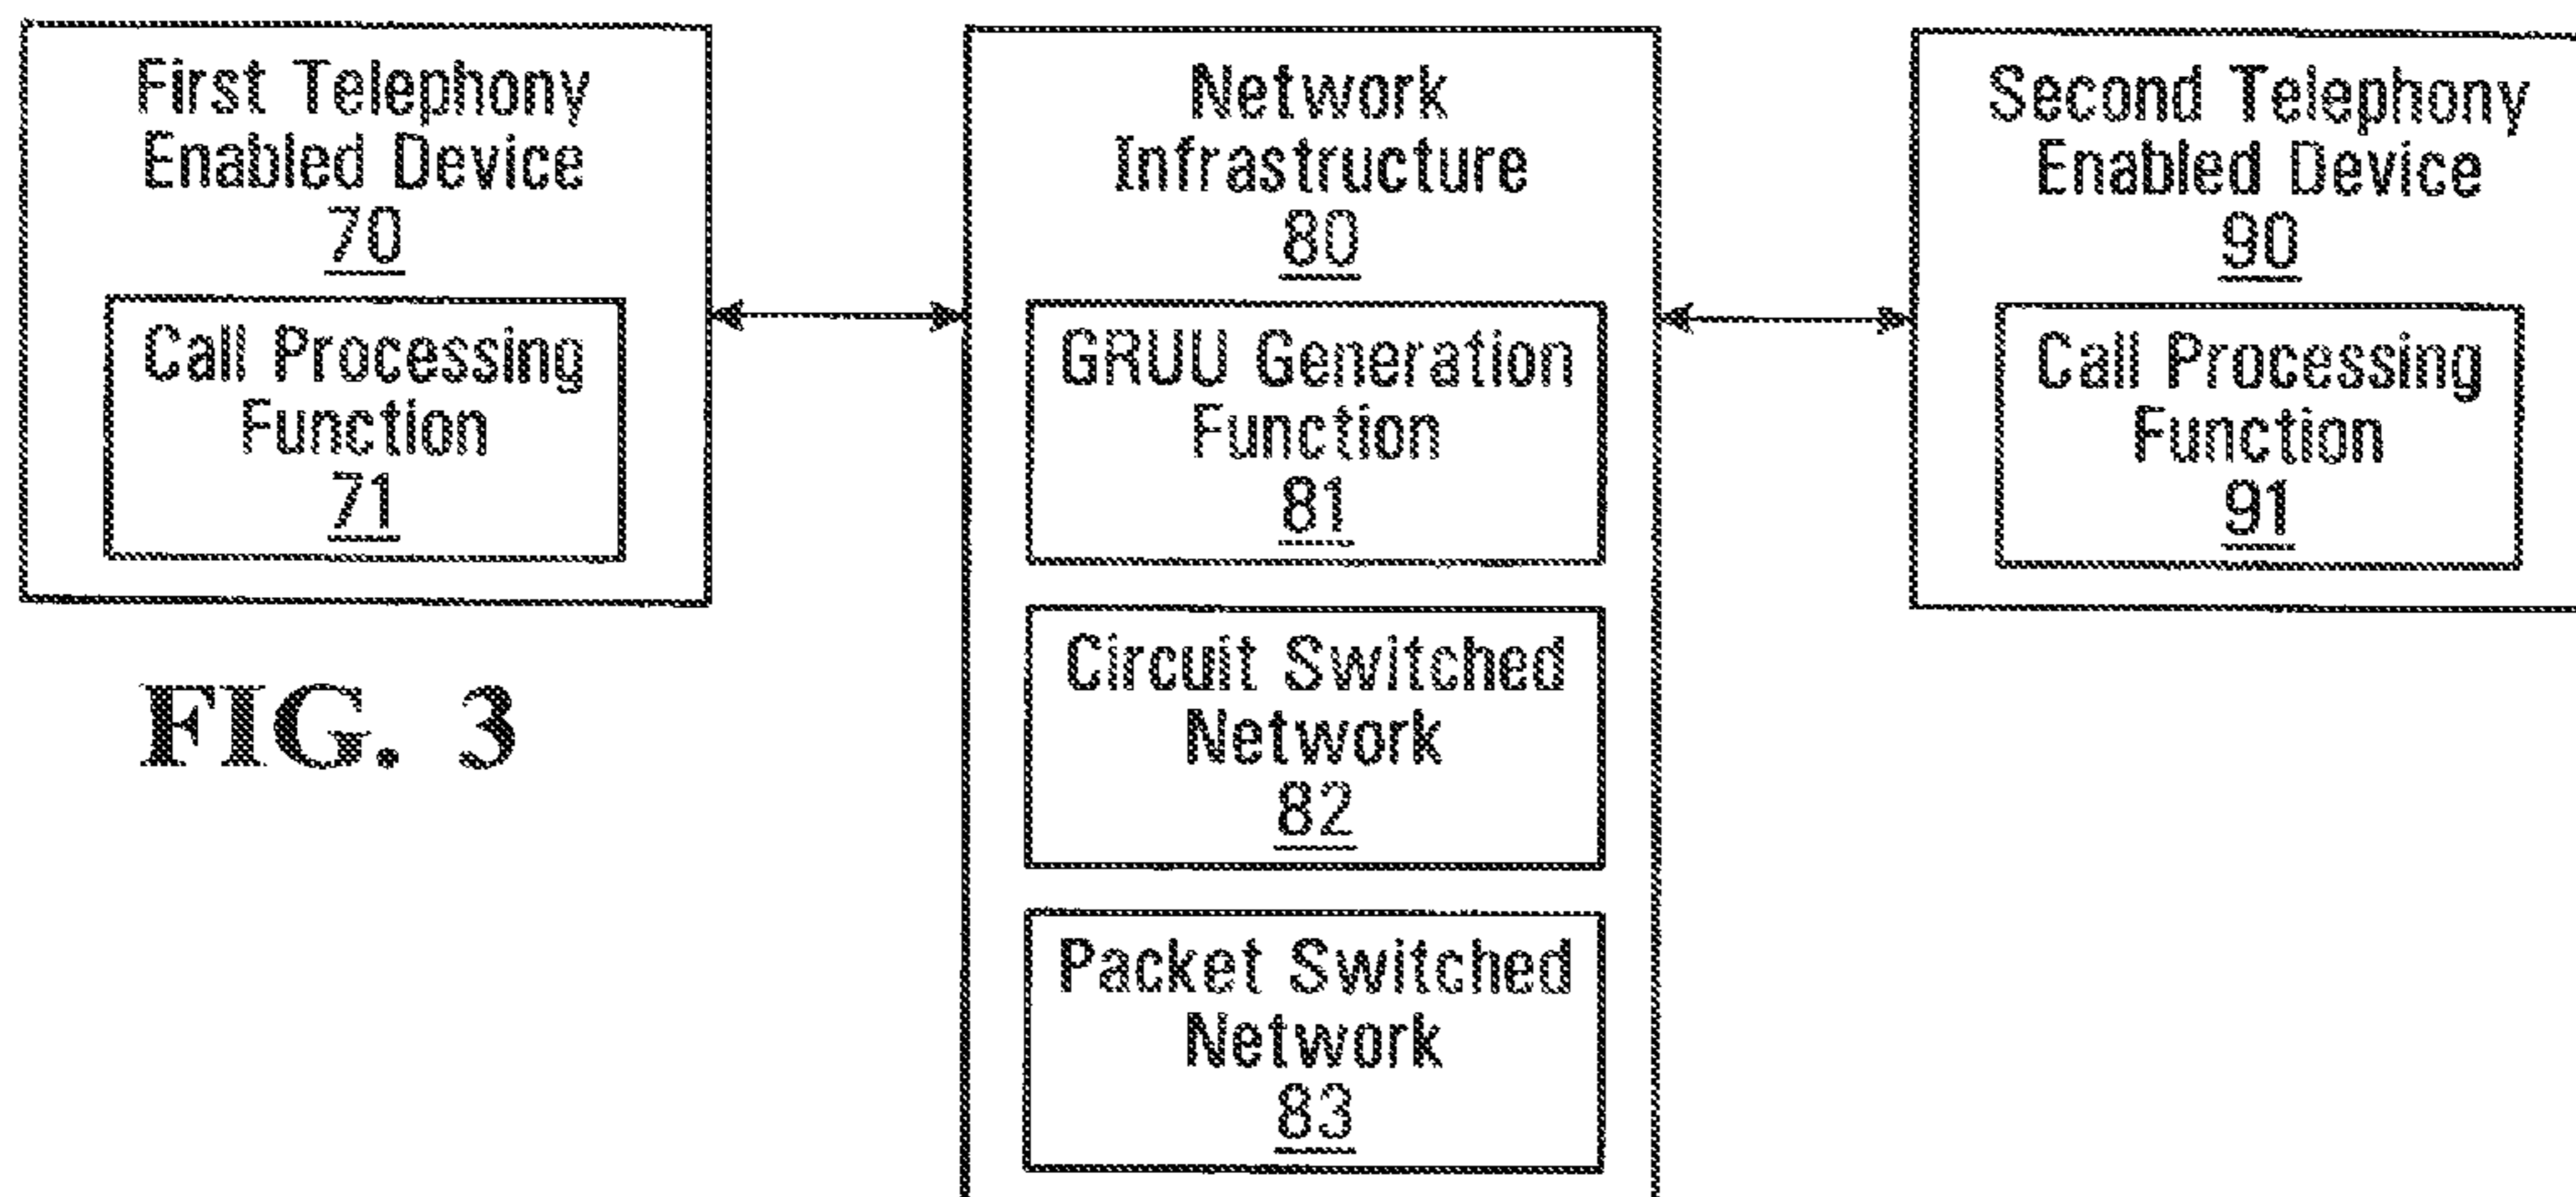 First Telephony
Enabled Device
70
Call Processing
Function
71
FIG. 3
Network
Infrastructure
80
GRUU Generation
Function
81
Circuit Switched
Network
82
Packet Switched
Network
83
Second Telephony
Enabled Device
90
Call Processing
Function
91